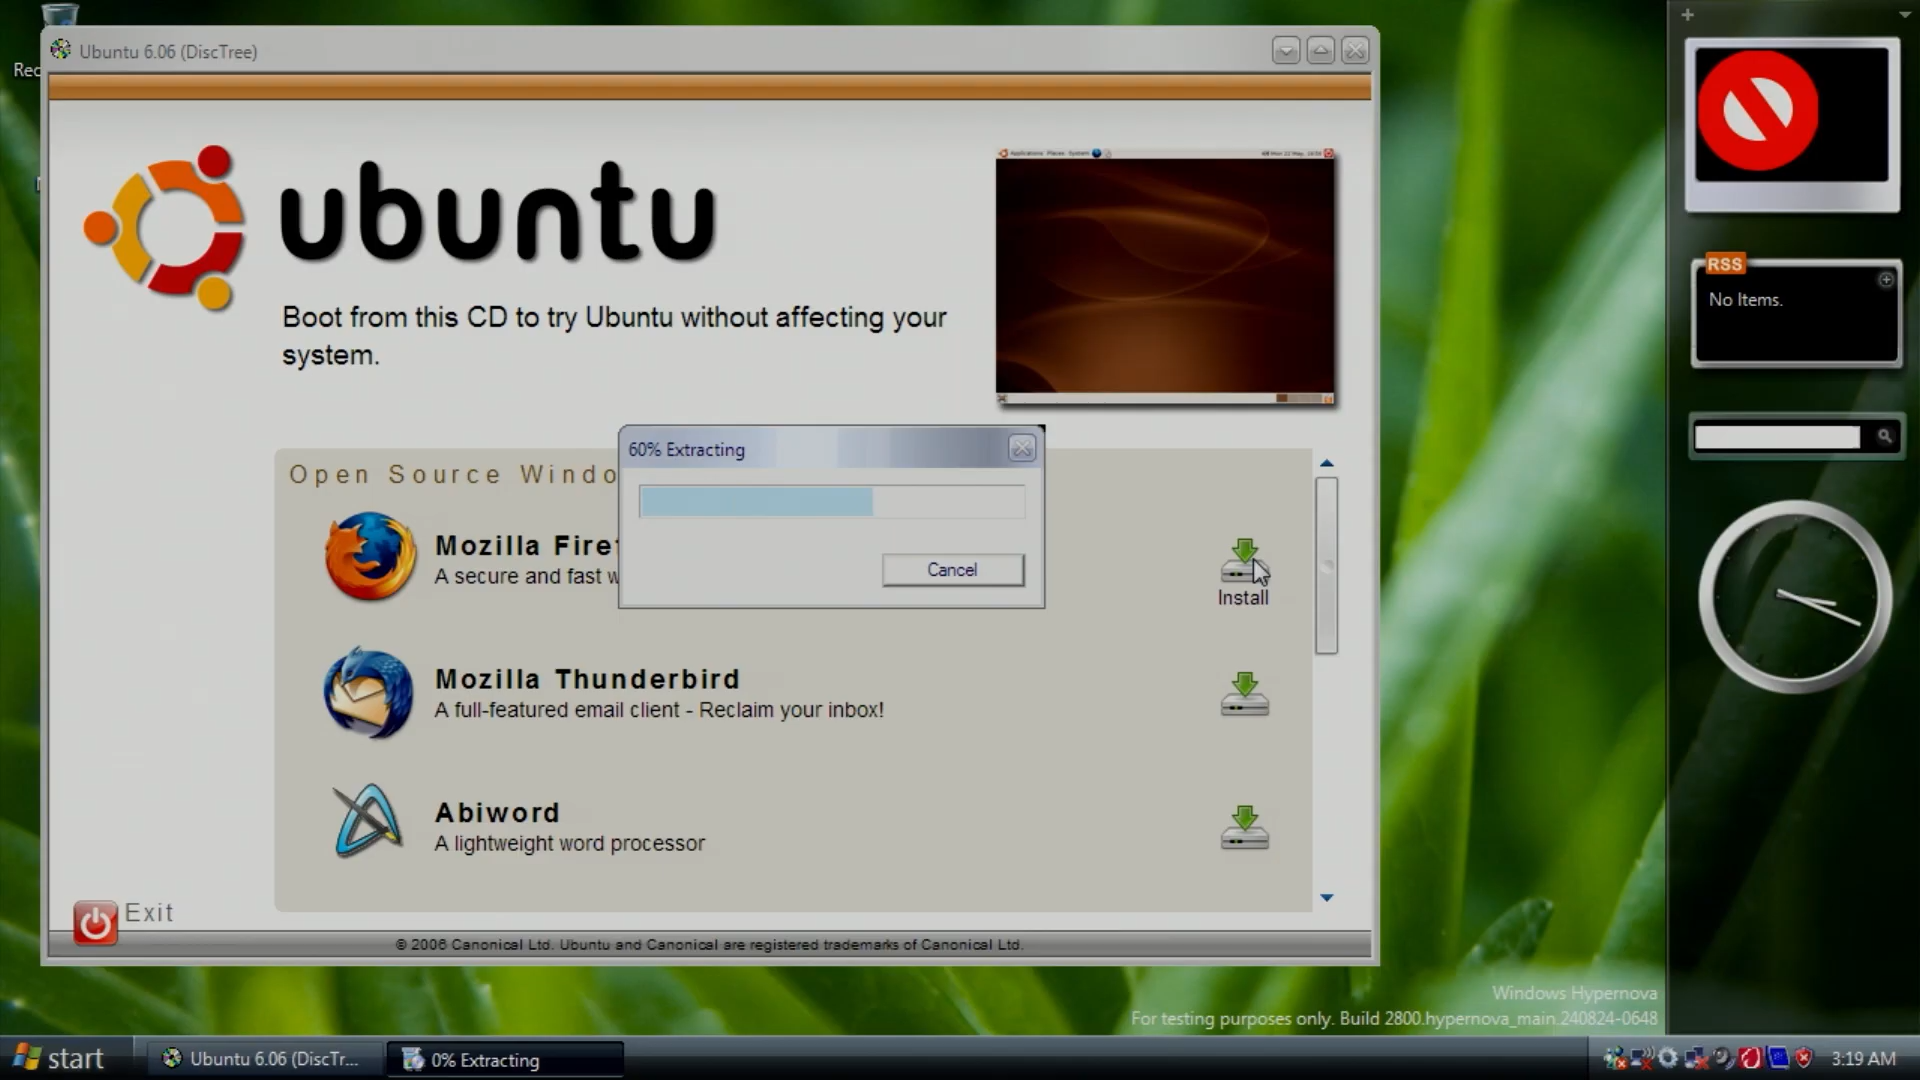 Rec
Ubuntu 6.06 (DiscTree)
ubuntu
Boot from this CD to try Ubuntu without affecting your
system.
Applications Places System
60% Extracting
Cancel
Open Source Windo
Mozilla Firef
A secure and fast w
Install
Mozilla Thunderbird
A full-featured email client - Reclaim your inbox!
Abiword
A lightweight word processor
Exit
© 2006 Canonical Ltd. Ubuntu and Canonical are registered trademarks of Canonical Ltd.
RSS
No Items.
Windows Hypernova
For testing purposes only. Build 2800.hypernova_main.240824-0648
start
Ubuntu 6.06 (DiscTr...
0% Extracting
3:19 AM